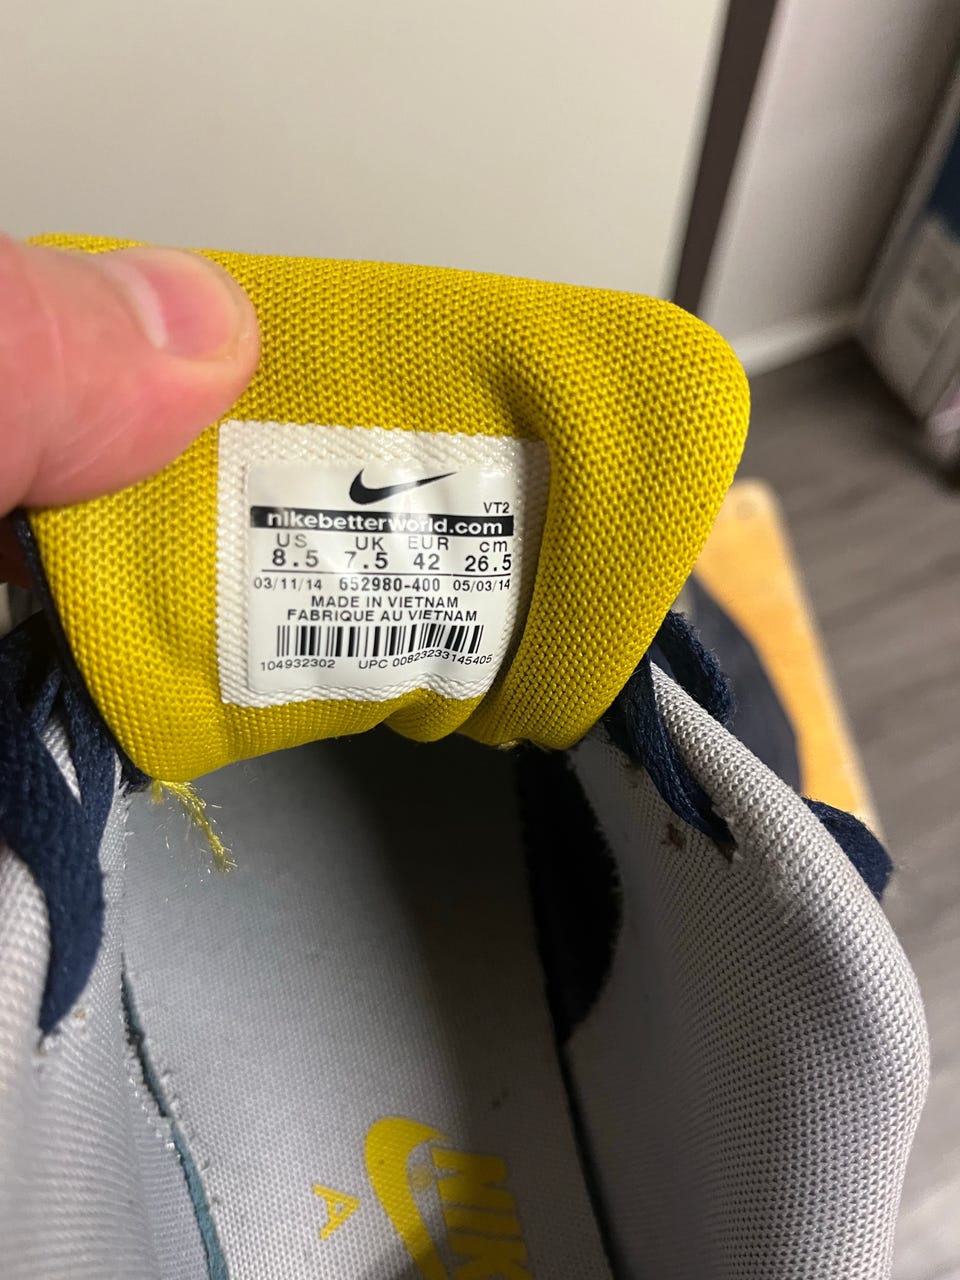 VT2
nikebetterworld.com
US UK EUR cm
8.5 7.5 42 26.5
03/11/14 652980-400 05/03/14
MADE IN VIETNAM
FABRIQUE AU VIETNAM
104932302 UPC 00823233145405
NIKE
A